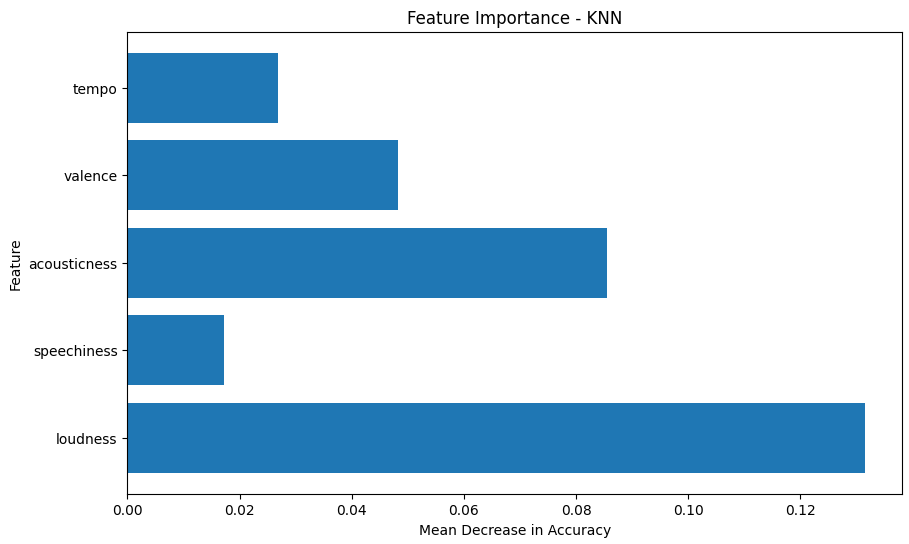 Feature Importance - KNN
Feature
tempo
valence
acousticness
speechiness
loudness
0.00 0.02 0.04 0.06 0.08 0.10 0.12
Mean Decrease in Accuracy